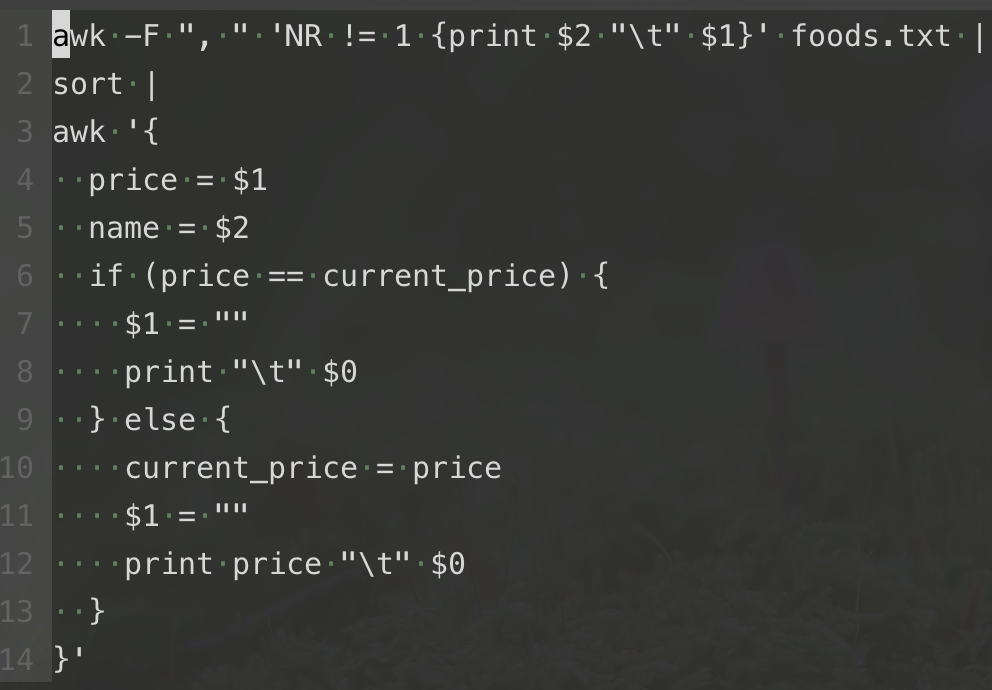 1 awk -F ", " 'NR != 1 {print $2 "\t" $1}' foods.txt |
2 sort |
3 awk '{
4   price = $1
5   name = $2
6   if (price == current_price) {
7     $1 = ""
8     print "\t" $0
9   } else {
10     current_price = price
11     $1 = ""
12     print price "\t" $0
13   }
14 }'